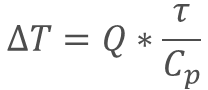 ΔT = Q * τ / C_p